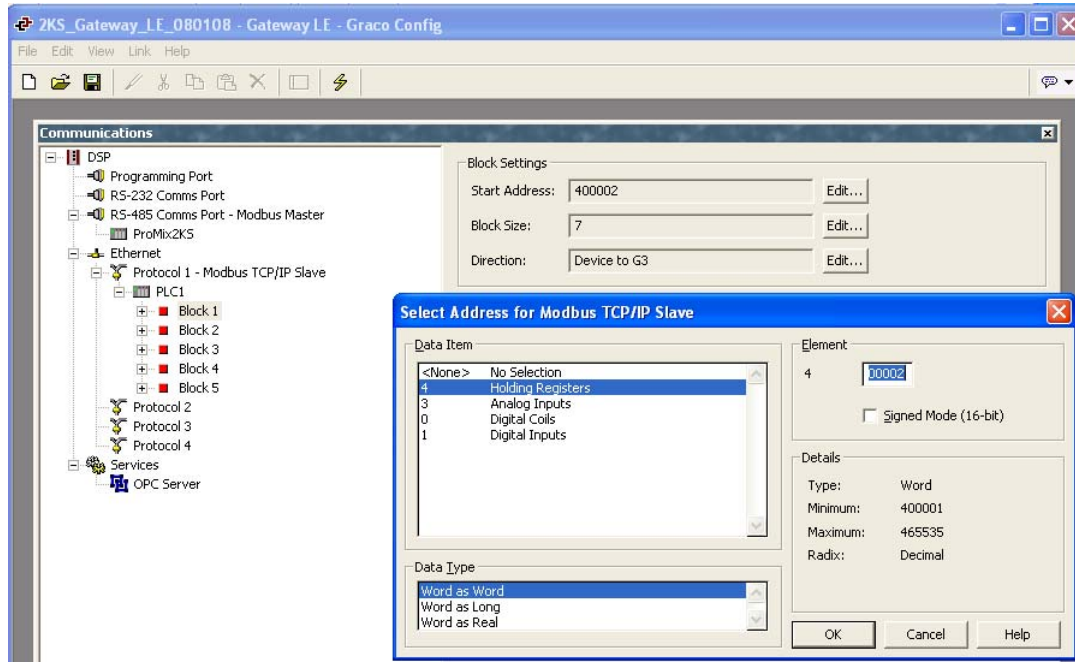 2KS_Gateway_LE_080108 - Gateway LE - Graco Config
File Edit View Link Help
Communications
DSP
Programming Port
RS-232 Comms Port
RS-485 Comms Port - Modbus Master
ProMix2KS
Ethernet
Protocol 1 - Modbus TCP/IP Slave
PLC1
Block 1
Block 2
Block 3
Block 4
Block 5
Protocol 2
Protocol 3
Protocol 4
Services
OPC Server
Block Settings
Start Address: 400002 Edit...
Block Size: 7 Edit...
Direction: Device to G3 Edit...
Select Address for Modbus TCP/IP Slave
Data Item
<None> No Selection
4 Holding Registers
3 Analog Inputs
0 Digital Coils
1 Digital Inputs
Data Type
Word as Word
Word as Long
Word as Real
Element
4 00002
Signed Mode (16-bit)
Details
Type: Word
Minimum: 400001
Maximum: 465535
Radix: Decimal
OK Cancel Help